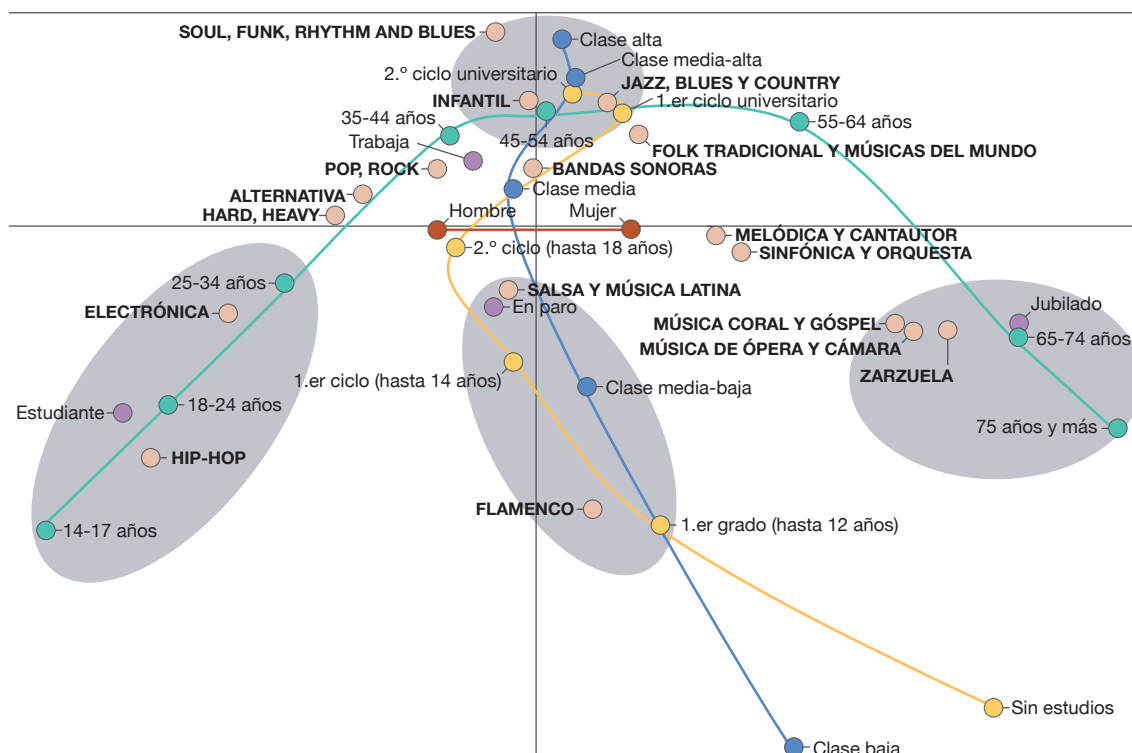 SOUL, FUNK, RHYTHM AND BLUES
Clase alta
Clase media-alta
2.º ciclo universitario
JAZZ, BLUES Y COUNTRY
INFANTIL
1.er ciclo universitario
35-44 años
55-64 años
45-54 años
Trabaja
FOLK TRADICIONAL Y MÚSICAS DEL MUNDO
POP, ROCK
BANDAS SONORAS
Clase media
ALTERNATIVA
HARD, HEAVY
Hombre
Mujer
MELÓDICA Y CANTAUTOR
2.º ciclo (hasta 18 años)
SINFÓNICA Y ORQUESTA
25-34 años
SALSA Y MÚSICA LATINA
En paro
ELECTRÓNICA
Jubilado
MÚSICA CORAL Y GÓSPEL
65-74 años
MÚSICA DE ÓPERA Y CÁMARA
ZARZUELA
1.er ciclo (hasta 14 años)
Clase media-baja
18-24 años
Estudiante
75 años y más
HIP-HOP
FLAMENCO
1.er grado (hasta 12 años)
14-17 años
Sin estudios
Clase baja